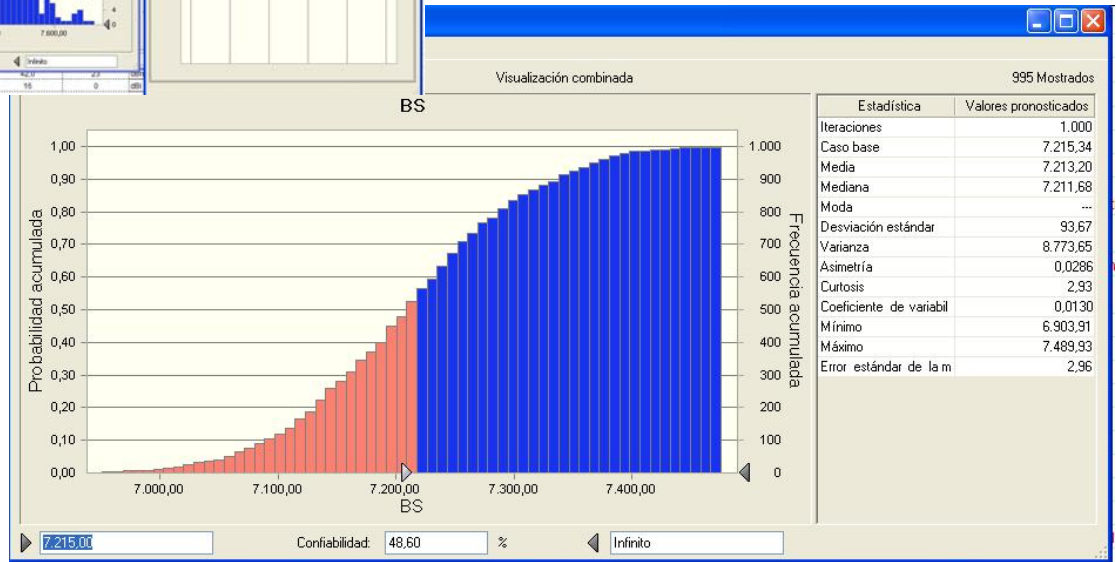 4
0
7.600,00
Infinito
42,0 23 dBm
16 0 dBi
Visualización combinada
995 Mostrados
BS
Probabilidad acumulada
1,00
0,90
0,80
0,70
0,60
0,50
0,40
0,30
0,20
0,10
0,00
1.000
900
800
700
600
500
400
300
200
100
0
Frecuencia acumulada
7.000,00 7.100,00 7.200,00 7.300,00 7.400,00
BS
Estadística Valores pronosticados
Iteraciones 1.000
Caso base 7.215,34
Media 7.213,20
Mediana 7.211,68
Moda ---
Desviación estándar 93,67
Varianza 8.773,65
Asimetría 0,0286
Curtosis 2,93
Coeficiente de variabil 0,0130
Mínimo 6.903,91
Máximo 7.489,93
Error estándar de la m 2,96
7.215,00 Confiabilidad: 48,60 % Infinito